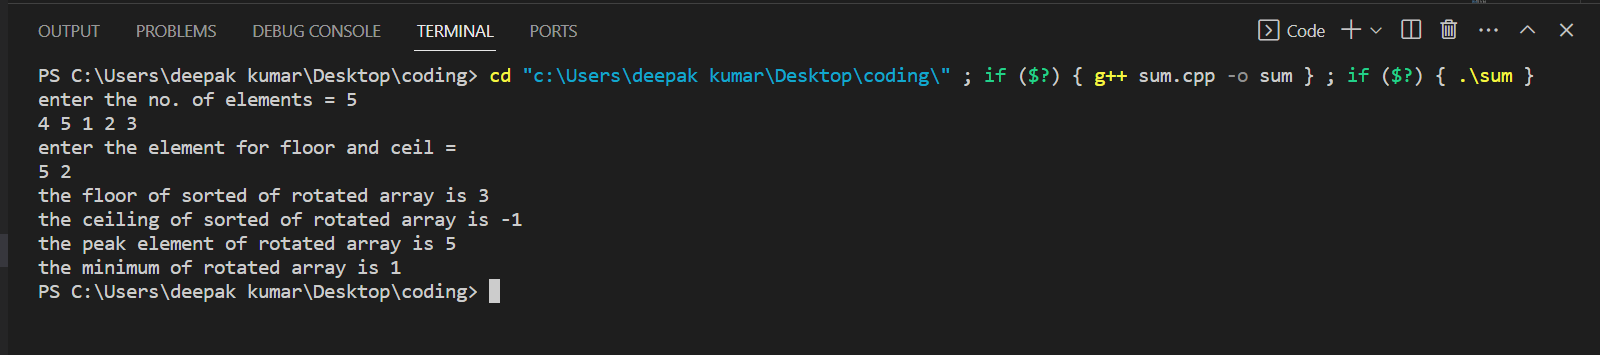 OUTPUT PROBLEMS DEBUG CONSOLE TERMINAL PORTS Code
PS C:\Users\deepak kumar\Desktop\coding> cd "c:\Users\deepak kumar\Desktop\coding\" ; if ($?) { g++ sum.cpp -o sum } ; if ($?) { .\sum }
enter the no. of elements = 5
4 5 1 2 3
enter the element for floor and ceil =
5 2
the floor of sorted of rotated array is 3
the ceiling of sorted of rotated array is -1
the peak element of rotated array is 5
the minimum of rotated array is 1
PS C:\Users\deepak kumar\Desktop\coding>